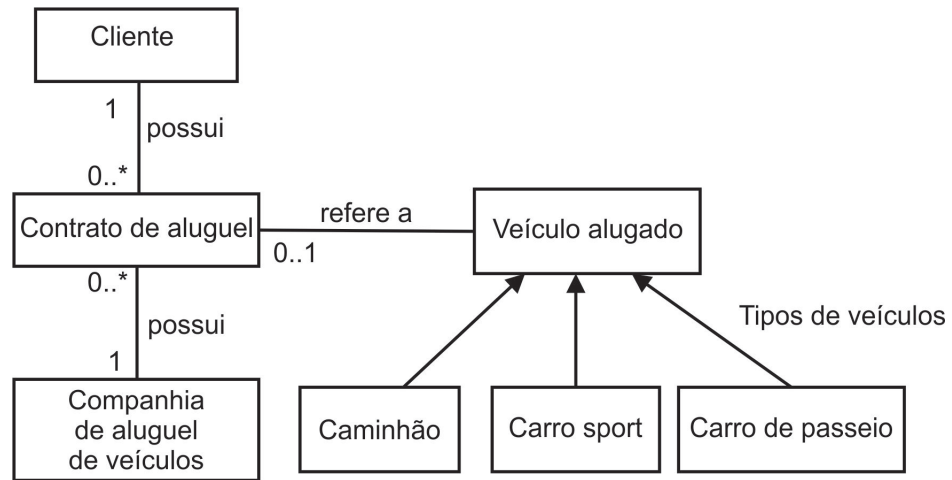 Cliente
1
possui
0..*
Contrato de aluguel
refere a
0..1
Veículo alugado
0..*
possui
1
Tipos de veículos
Companhia
de aluguel
de veículos
Caminhão
Carro sport
Carro de passeio